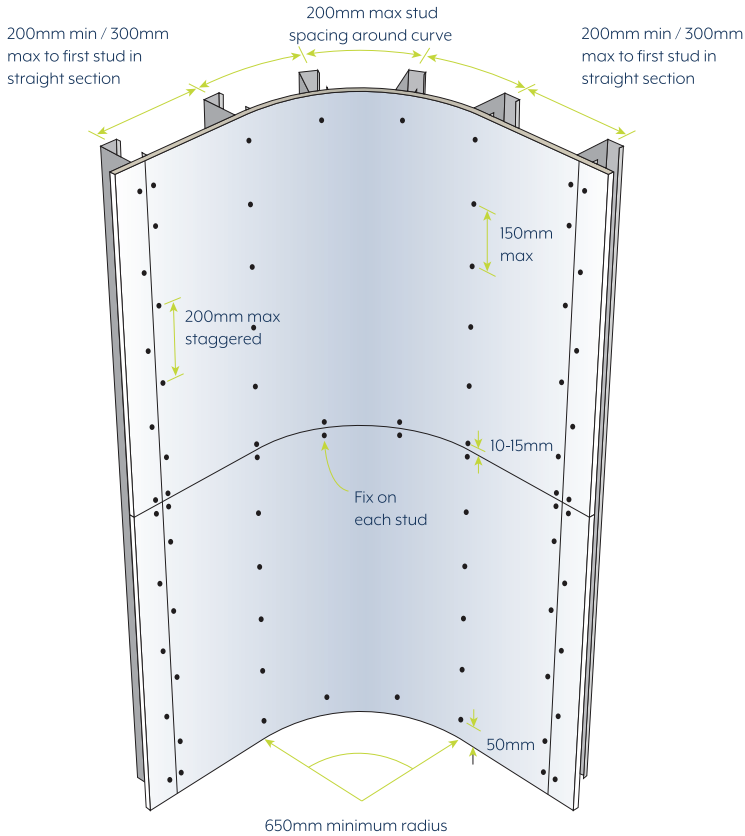 200mm max stud
spacing around curve
200mm min / 300mm
max to first stud in
straight section
200mm min / 300mm
max to first stud in
straight section
150mm
max
200mm max
staggered
10-15mm
Fix on
each stud
50mm
650mm minimum radius